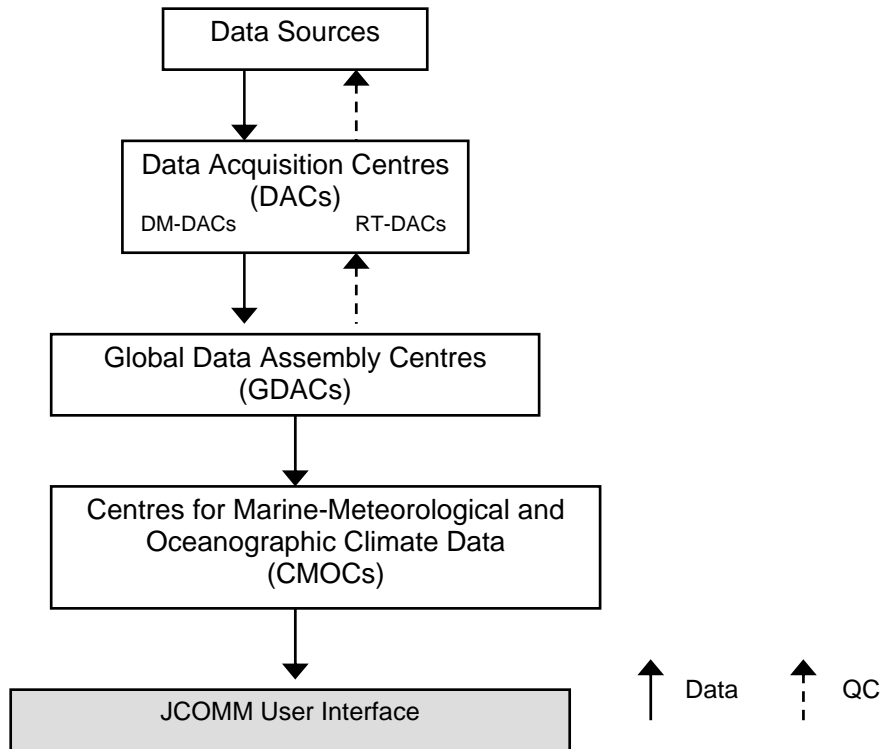 Data Sources
Data Acquisition Centres
(DACs)
DM-DACs RT-DACs
Global Data Assembly Centres
(GDACs)
Centres for Marine-Meteorological and
Oceanographic Climate Data
(CMOCs)
JCOMM User Interface
Data QC